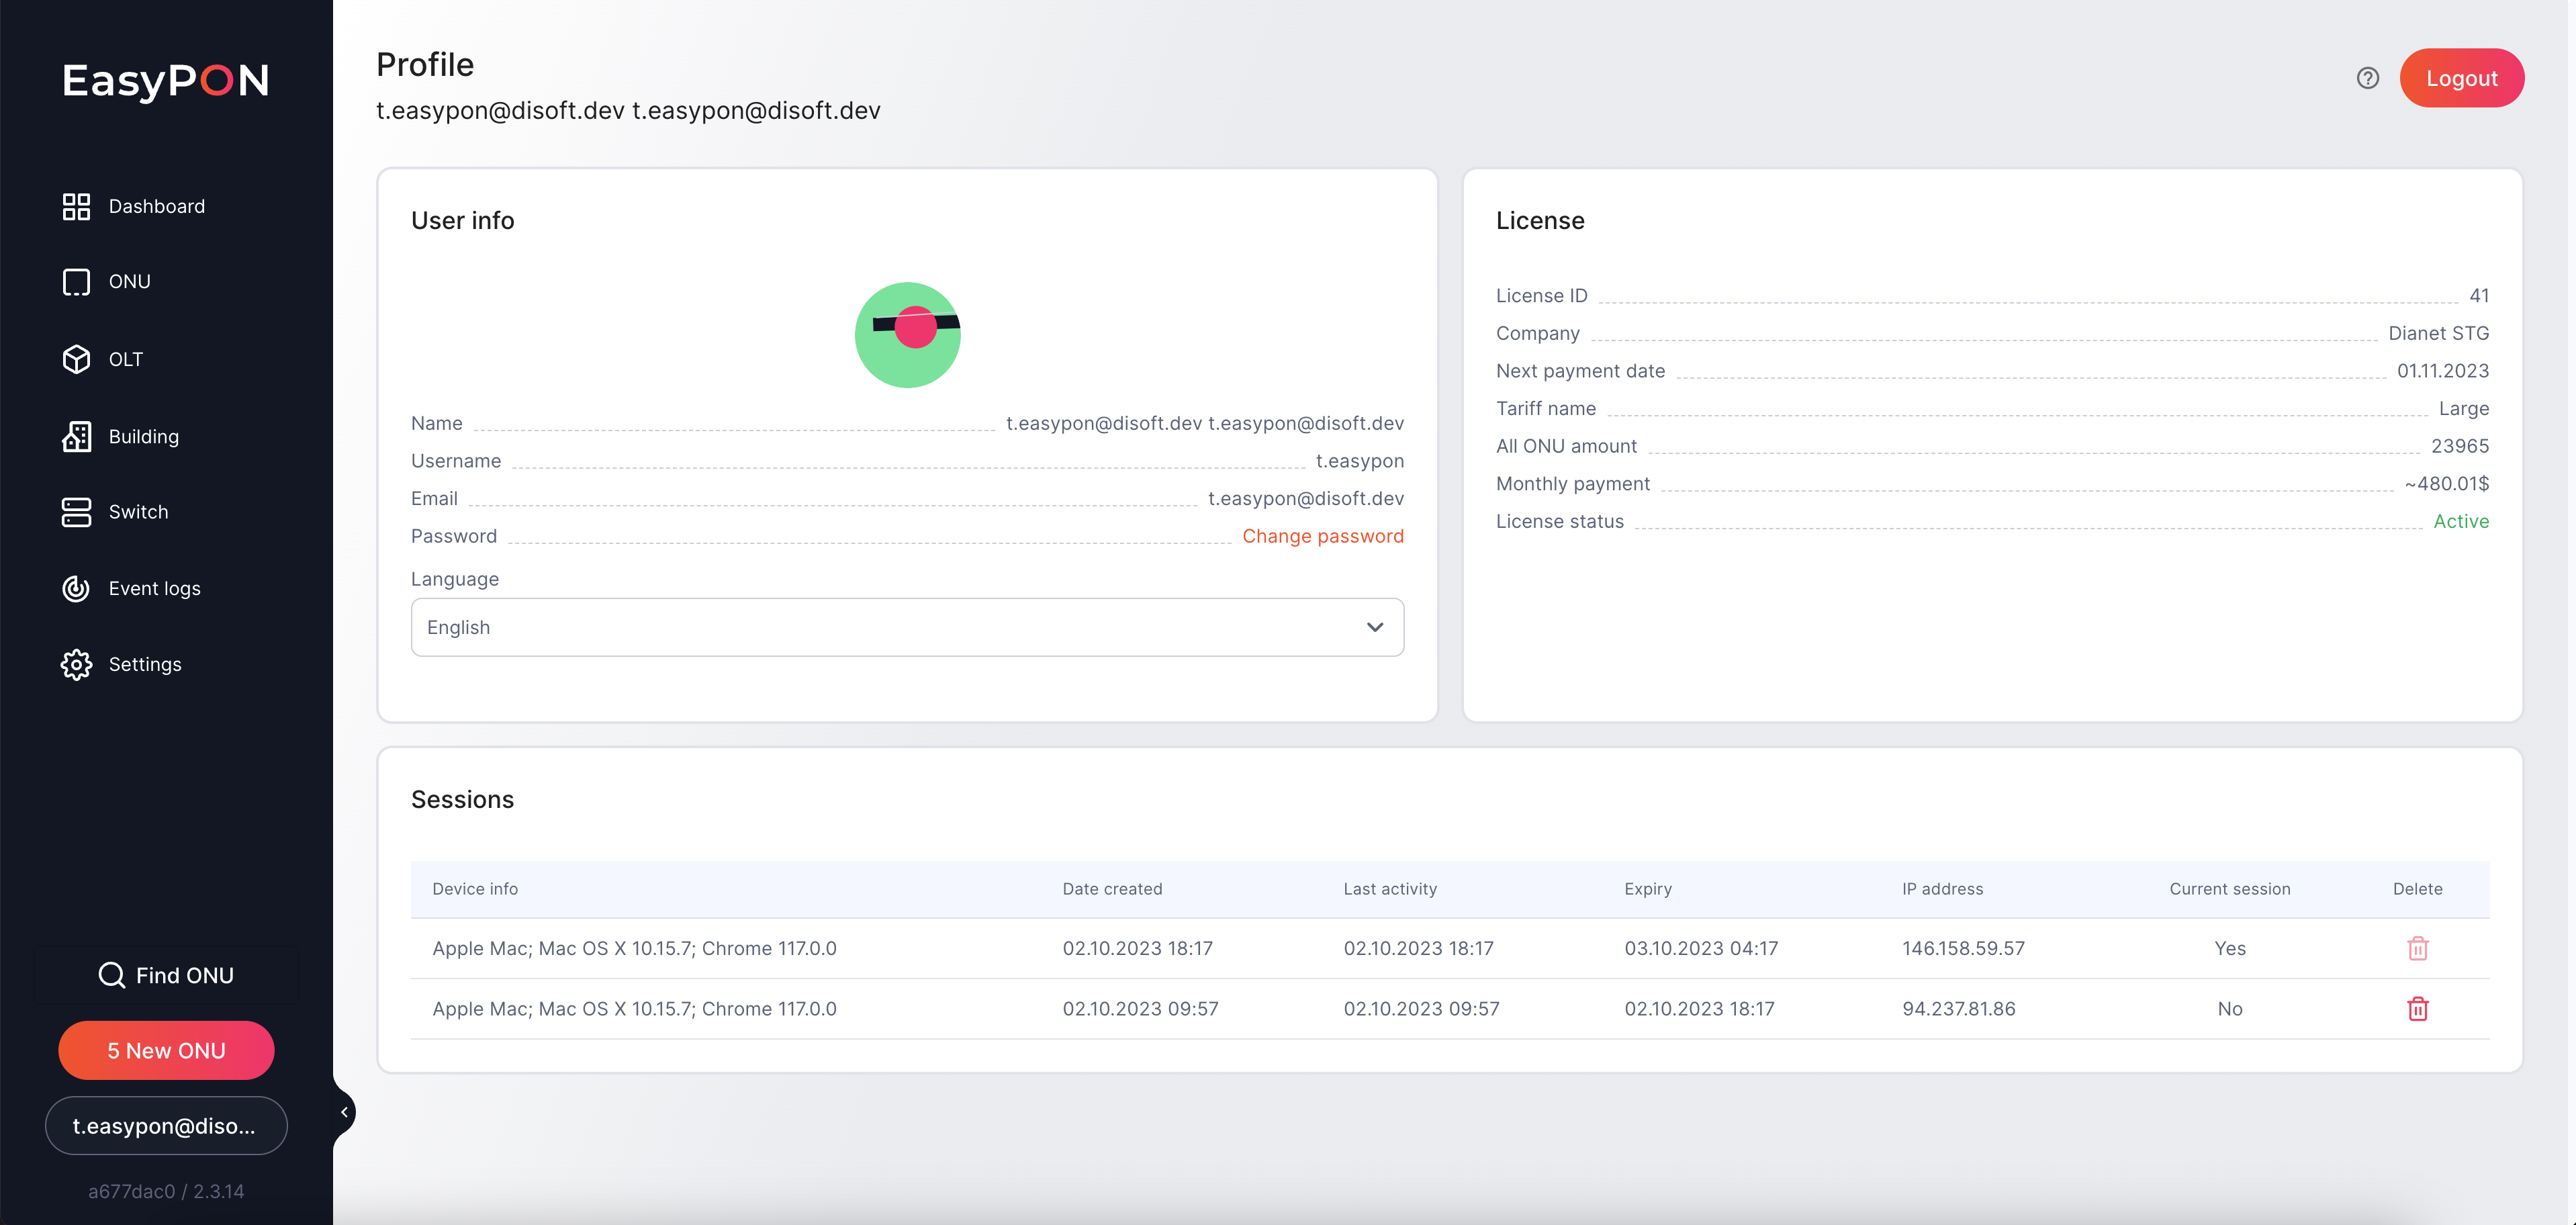 EasyPON
Dashboard
ONU
OLT
Building
Switch
Event logs
Settings
Find ONU
5 New ONU
t.easypon@diso...
a677dac0 / 2.3.14
Profile
t.easypon@disoft.dev t.easypon@disoft.dev
Logout
User info
Name t.easypon@disoft.dev t.easypon@disoft.dev
Username t.easypon
Email t.easypon@disoft.dev
Password Change password
Language
English
License
License ID 41
Company Dianet STG
Next payment date 01.11.2023
Tariff name Large
All ONU amount 23965
Monthly payment ~480.01$
License status Active
Sessions
Device info Date created Last activity Expiry IP address Current session Delete
Apple Mac; Mac OS X 10.15.7; Chrome 117.0.0 02.10.2023 18:17 02.10.2023 18:17 03.10.2023 04:17 146.158.59.57 Yes
Apple Mac; Mac OS X 10.15.7; Chrome 117.0.0 02.10.2023 09:57 02.10.2023 09:57 02.10.2023 18:17 94.237.81.86 No